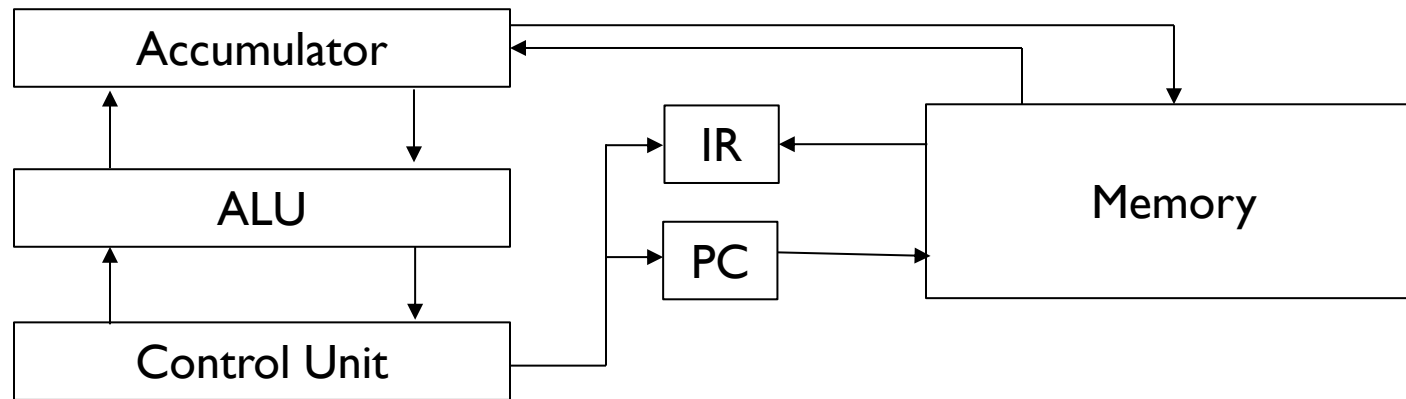 Accumulator
IR
ALU
Memory
PC
Control Unit